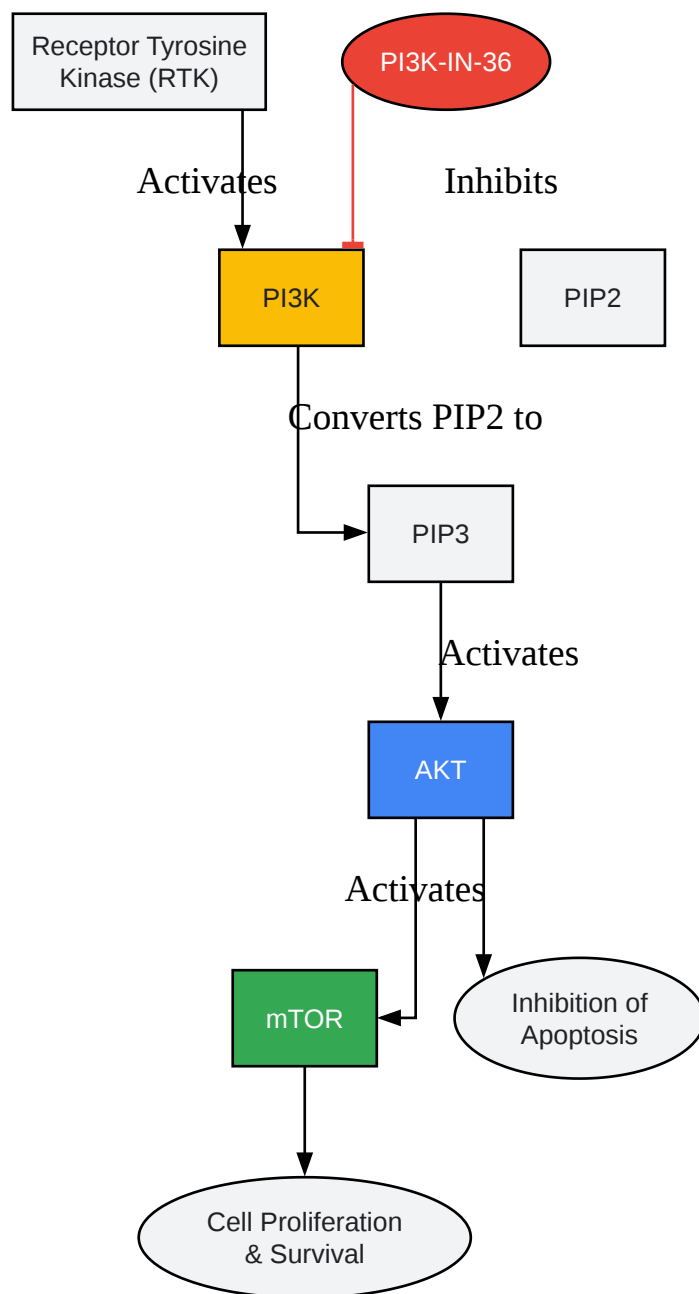 Receptor Tyrosine
Kinase (RTK)
PI3K-IN-36
Activates
Inhibits
PI3K
PIP2
Converts PIP2 to
PIP3
Activates
AKT
Activates
Inhibition of
Apoptosis
mTOR
Cell Proliferation
& Survival